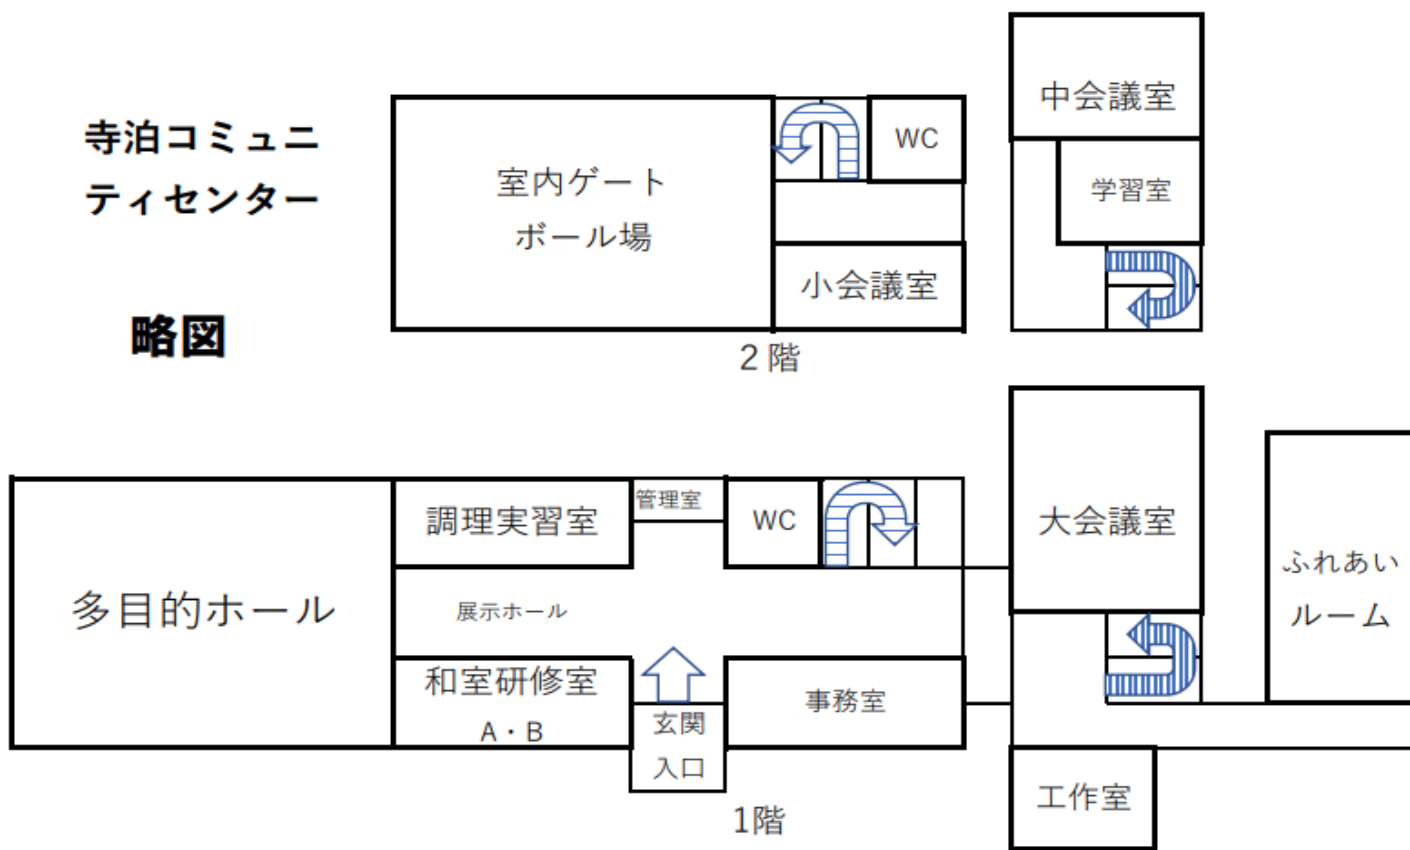 寺泊コミュニ
ティセンター
略図
室内ゲート
ボール場
WC
小会議室
中会議室
学習室
２階
多目的ホール
調理実習室
管理室
WC
展示ホール
和室研修室
A・B
玄関
入口
事務室
大会議室
ふれあい
ルーム
工作室
1階